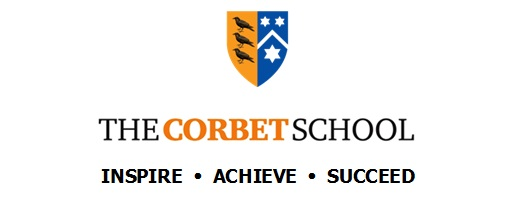 THE CORBET SCHOOL
INSPIRE • ACHIEVE • SUCCEED